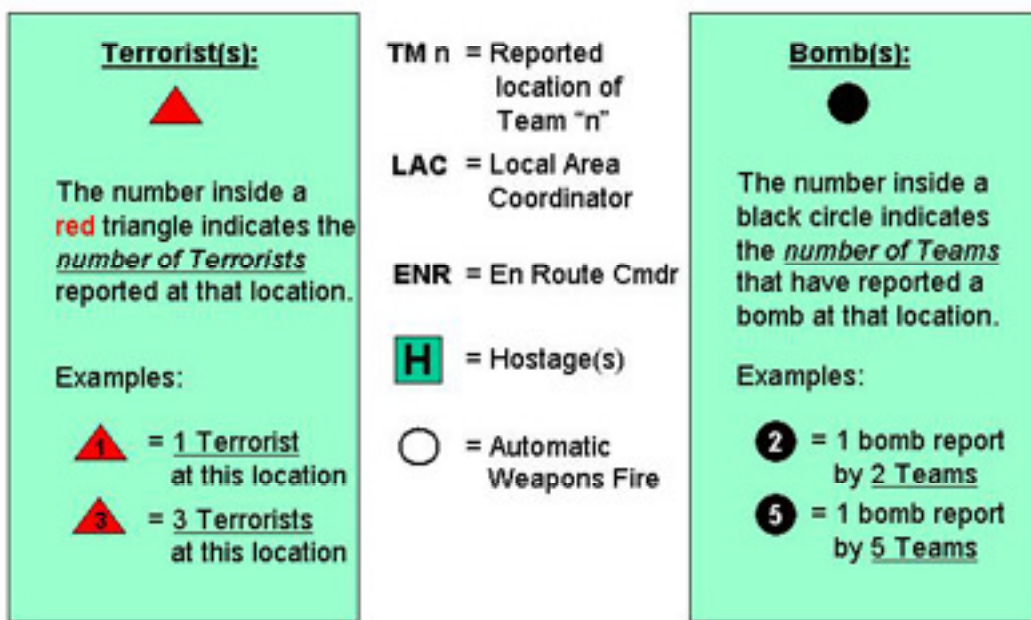 Terrorist(s):
The number inside a
red triangle indicates the
number of Terrorists
reported at that location.
Examples:
1 = 1 Terrorist
at this location
3 = 3 Terrorists
at this location
TM n = Reported
location of
Team “n”
LAC = Local Area
Coordinator
ENR = En Route Cmdr
H = Hostage(s)
= Automatic
Weapons Fire
Bomb(s):
The number inside a
black circle indicates
the number of Teams
that have reported a
bomb at that location.
Examples:
2 = 1 bomb report
by 2 Teams
5 = 1 bomb report
by 5 Teams